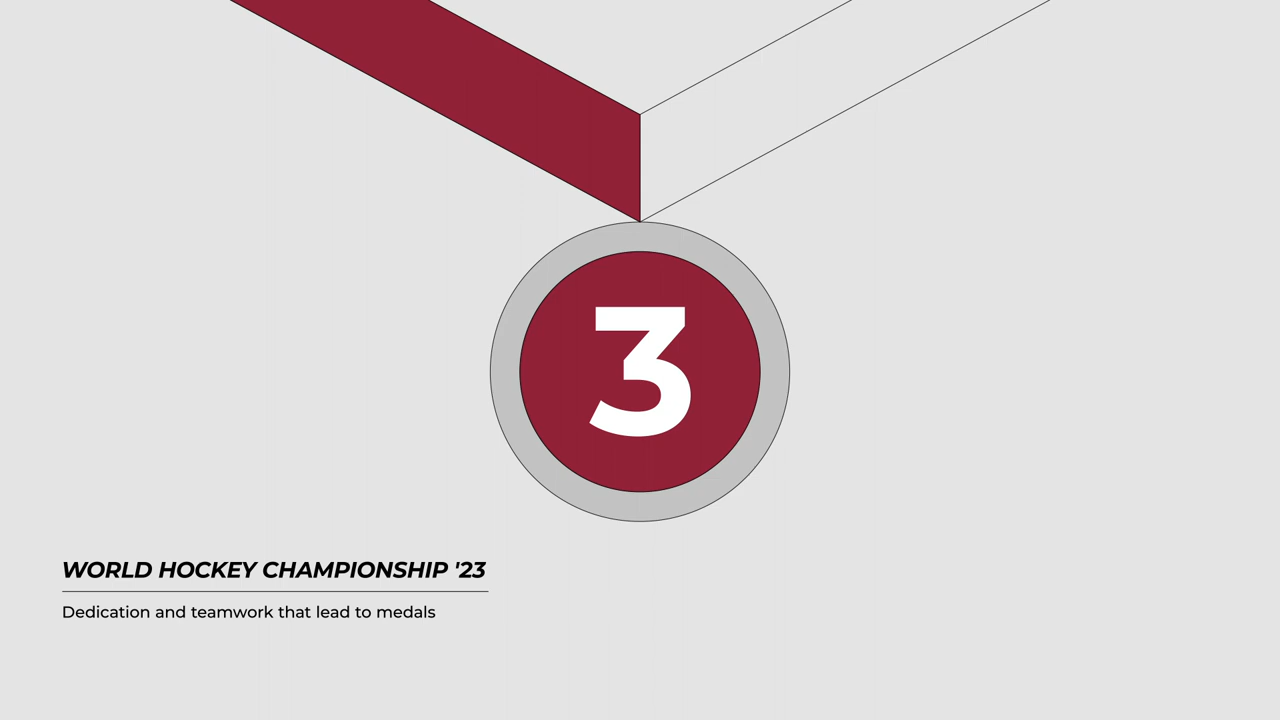 3
WORLD HOCKEY CHAMPIONSHIP '23
Dedication and teamwork that lead to medals